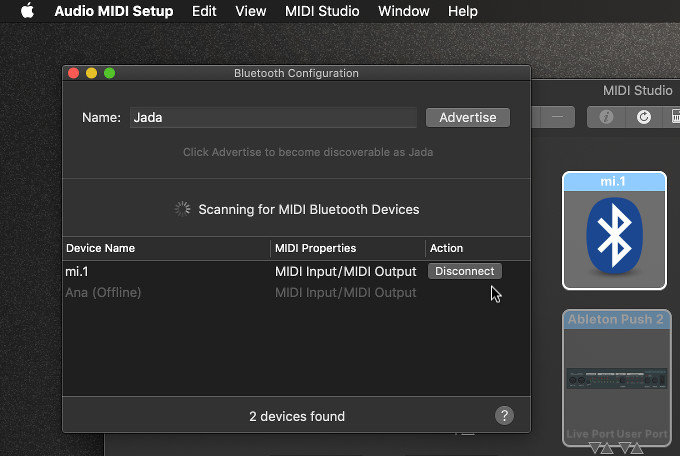 Audio MIDI Setup Edit View MIDI Studio Window Help
Bluetooth Configuration
MIDI Studio
Name: Jada Advertise
Click Advertise to become discoverable as Jada
mi.1
Scanning for MIDI Bluetooth Devices
Device Name MIDI Properties Action
mi.1 MIDI Input/MIDI Output Disconnect
Ana (Offline) MIDI Input/MIDI Output
Ableton Push 2
2 devices found ?
Live Port User Port